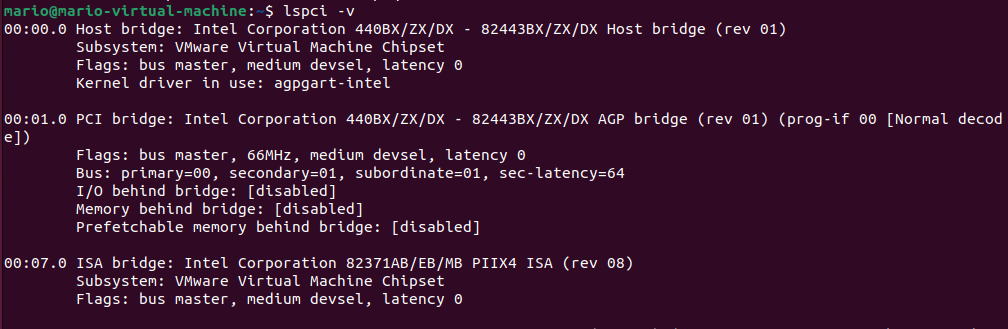 mario@mario-virtual-machine:~$ lspci -v
00:00.0 Host bridge: Intel Corporation 440BX/ZX/DX - 82443BX/ZX/DX Host bridge (rev 01)
Subsystem: VMware Virtual Machine Chipset
Flags: bus master, medium devsel, latency 0
Kernel driver in use: agpgart-intel
00:01.0 PCI bridge: Intel Corporation 440BX/ZX/DX - 82443BX/ZX/DX AGP bridge (rev 01) (prog-if 00 [Normal decod
e])
Flags: bus master, 66MHz, medium devsel, latency 0
Bus: primary=00, secondary=01, subordinate=01, sec-latency=64
I/O behind bridge: [disabled]
Memory behind bridge: [disabled]
Prefetchable memory behind bridge: [disabled]
00:07.0 ISA bridge: Intel Corporation 82371AB/EB/MB PIIX4 ISA (rev 08)
Subsystem: VMware Virtual Machine Chipset
Flags: bus master, medium devsel, latency 0